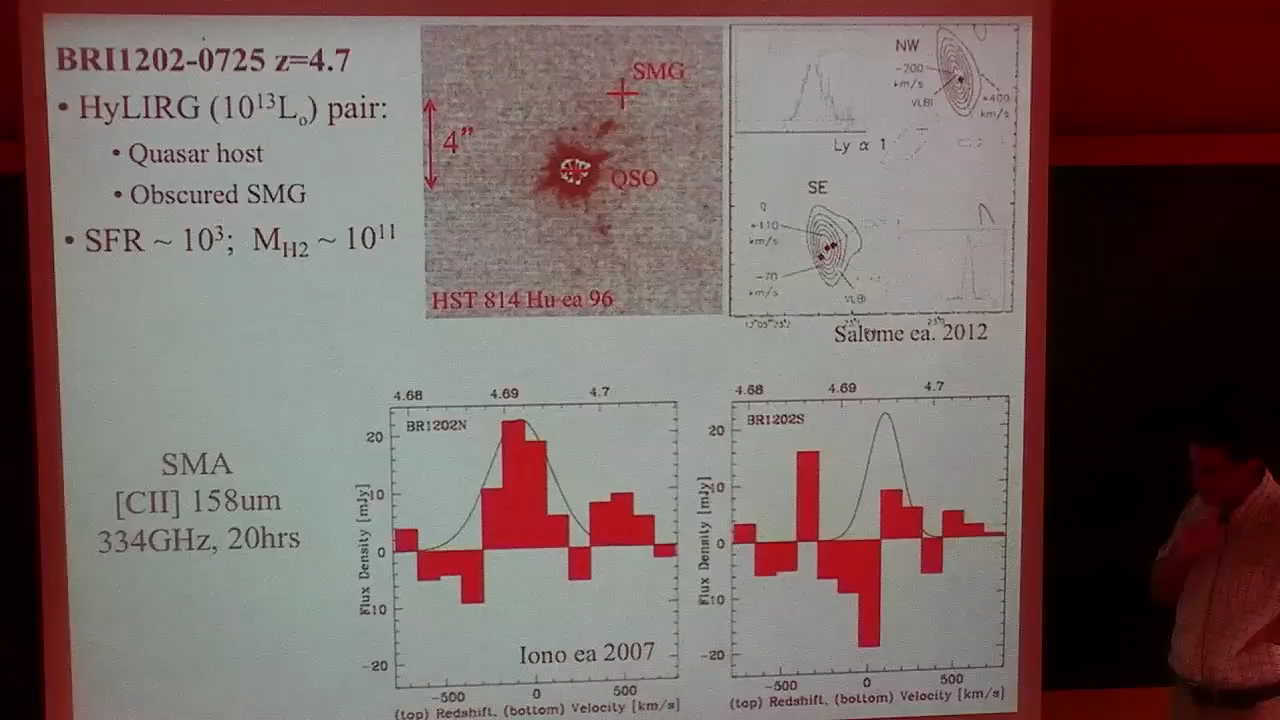 BRI1202-0725 z=4.7
• HyLIRG (10¹³L₀) pair:
• Quasar host
• Obscured SMG
• SFR ~ 10³; M_H2 ~ 10¹¹
SMG
4”
QSO
HST 814 Hu ea 96
NW
-200
km/s
VLBI
+400
km/s
Ly α 1
SE
+110
km/s
-70
km/s
VLBI
Salome ea. 2012
SMA
[CII] 158um
334GHz, 20hrs
4.68 4.69 4.7
BR1202N
20
10
0
-10
-20
Flux Density [mJy]
Iono ea 2007
-500 0 500
(top) Redshift, (bottom) Velocity [km/s]
4.68 4.69 4.7
BR1202S
20
10
0
-10
-20
Flux Density [mJy]
-500 0 500
(top) Redshift, (bottom) Velocity [km/s]